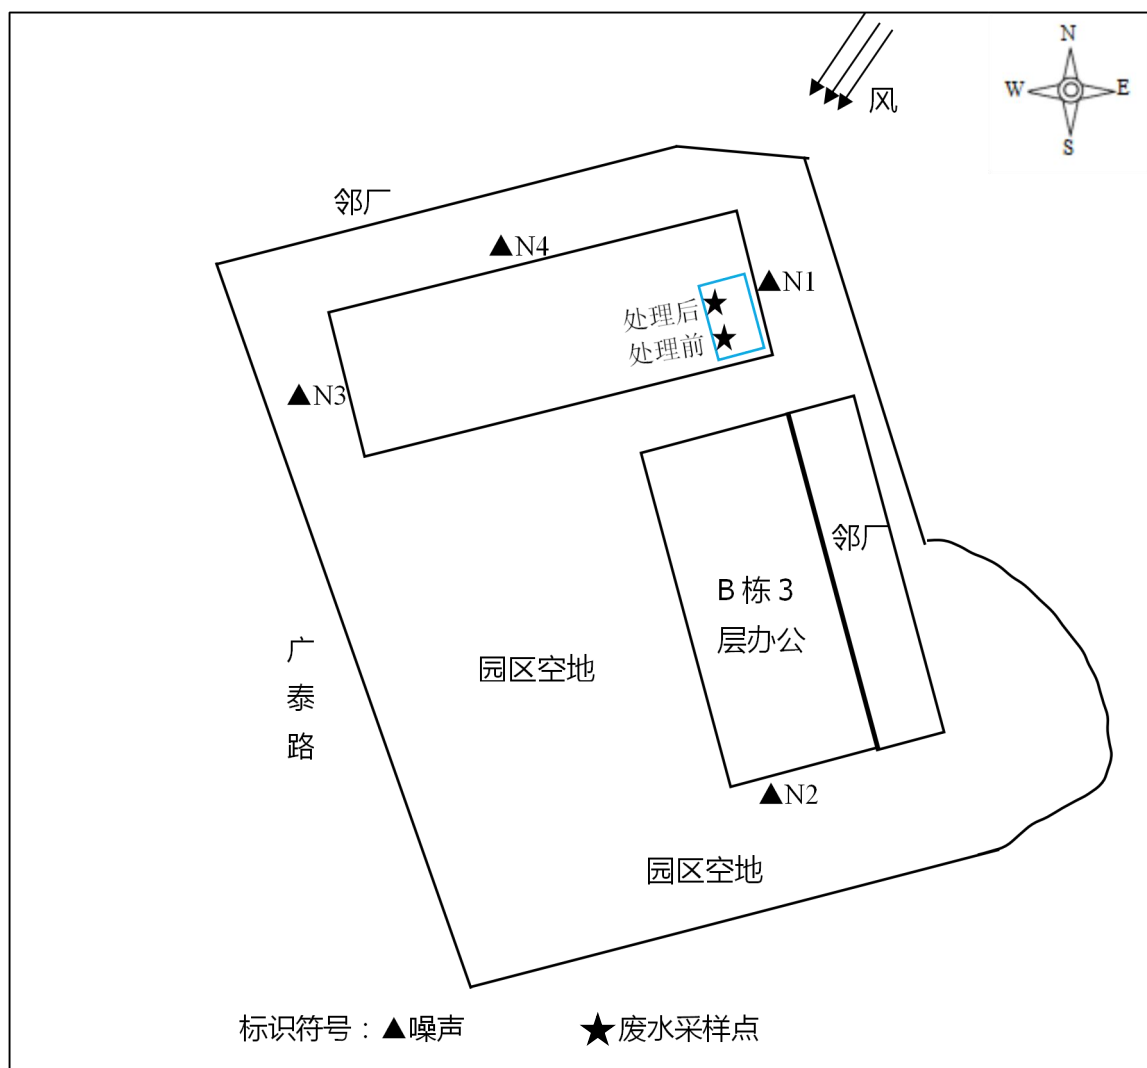 N
W
E
S
风
邻厂
▲N4
▲N1
处理后
处理前
▲N3
邻厂
B 栋 3
层办公
广
泰
路
园区空地
▲N2
园区空地
标识符号：▲噪声
★废水采样点